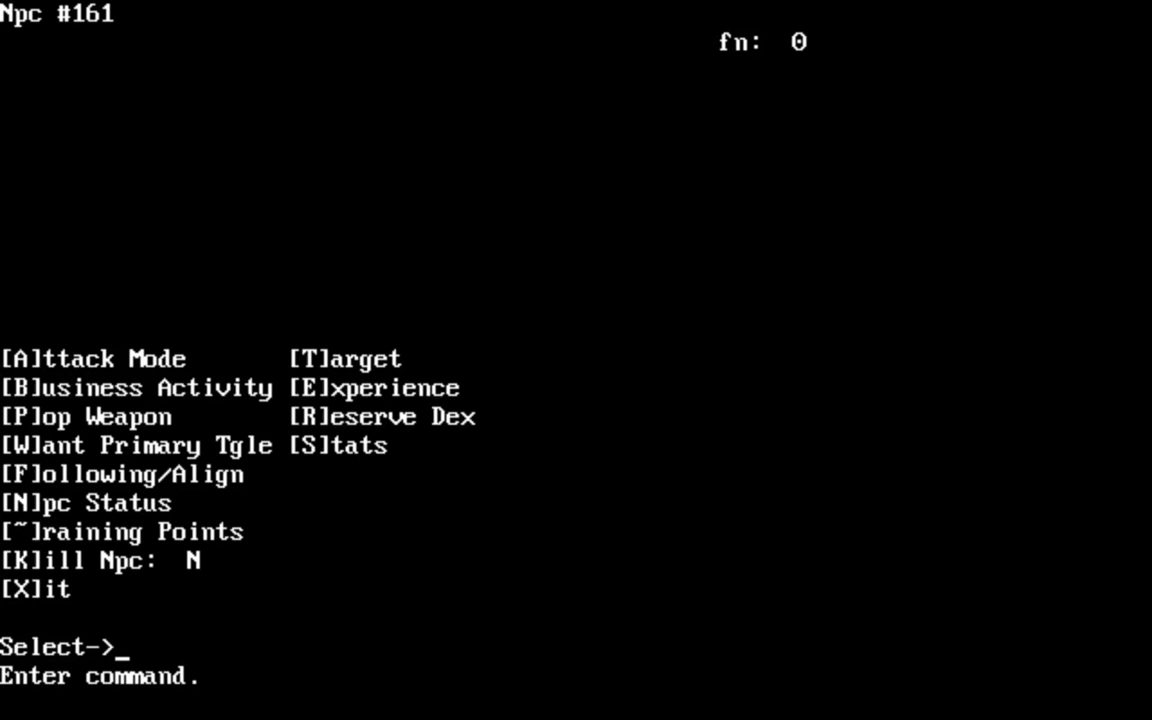 Npc #161
fn:  0
[A]ttack Mode       [T]arget
[B]usiness Activity [E]xperience
[P]op Weapon        [R]eserve Dex
[W]ant Primary Tgle [S]tats
[F]ollowing/Align
[N]pc Status
[~]raining Points
[K]ill Npc:  N
[X]it
Select->_
Enter command.